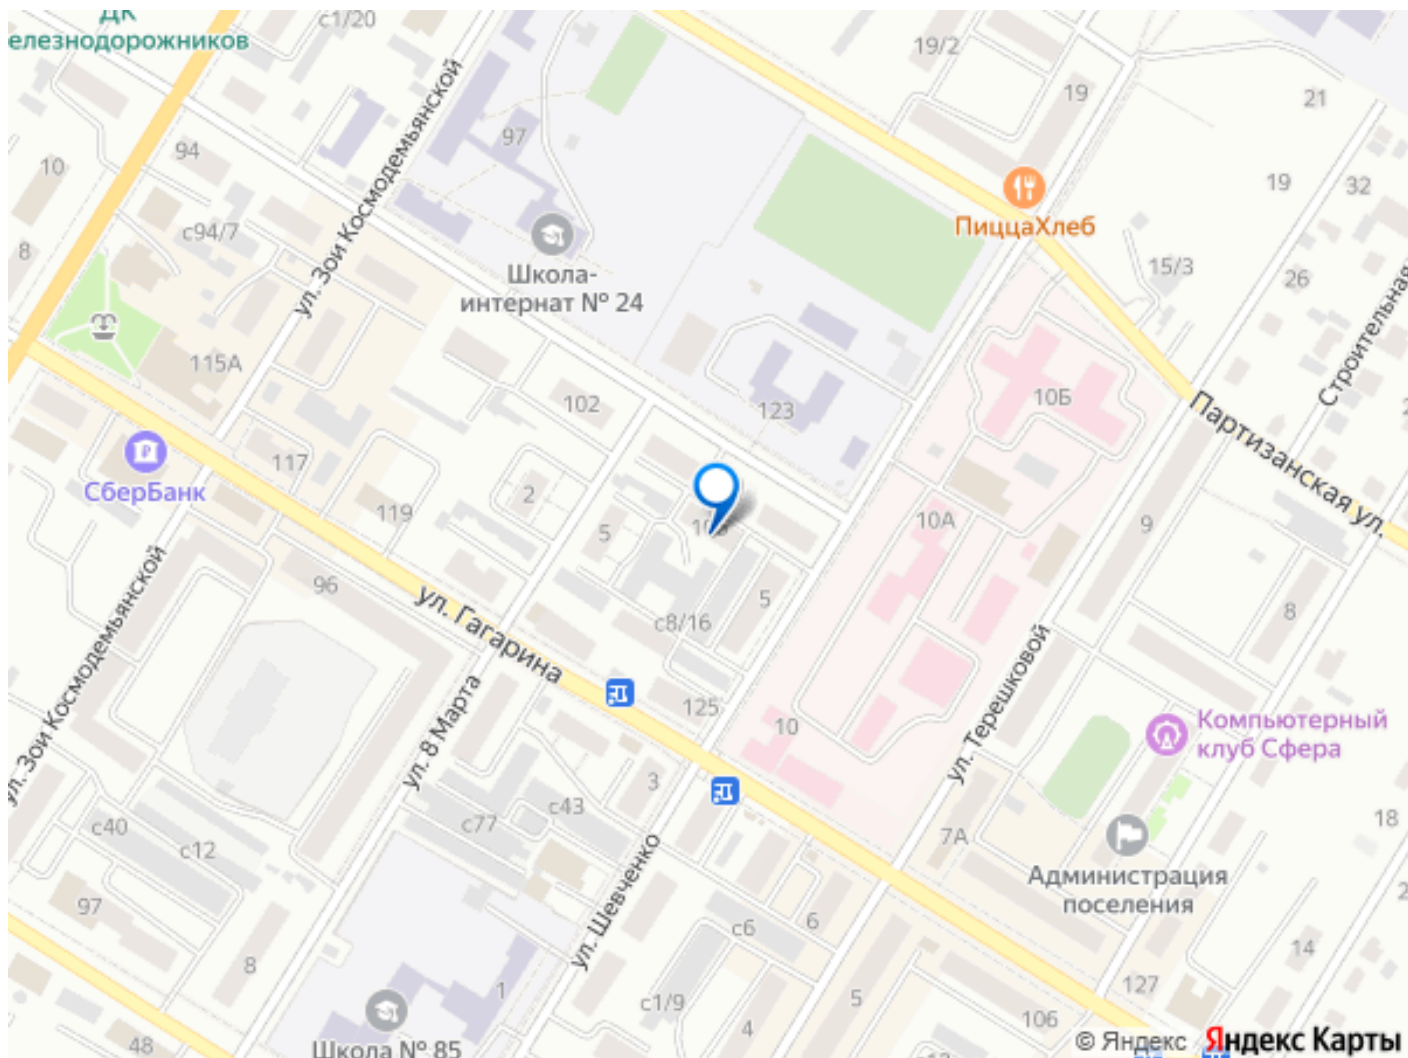 ДК
елезнодорожников
с1/20
19/2
19
21
97
94
10
19
32
с94/7
8
ул. Зои Космодемьянской
ПиццаХлеб
15/3
26
Школа-
интернат № 24
Строительная
115А
10Б
102
123
Партизанская ул.
117
СберБанк
2
119
5
10А
9
96
ул. Гагарина
5
с8/16
8
ул. Зои Космодемьянской
ул. 8 Марта
125
10
ул. Терешковой
Компьютерный
клуб Сфера
3
с43
с77
с40
с12
18
7А
ул. Шевченко
Администрация
поселения
97
с6
6
8
14
1
с1/9
5
4
127
106
48
Школа № 85
© Яндекс Яндекс Карты